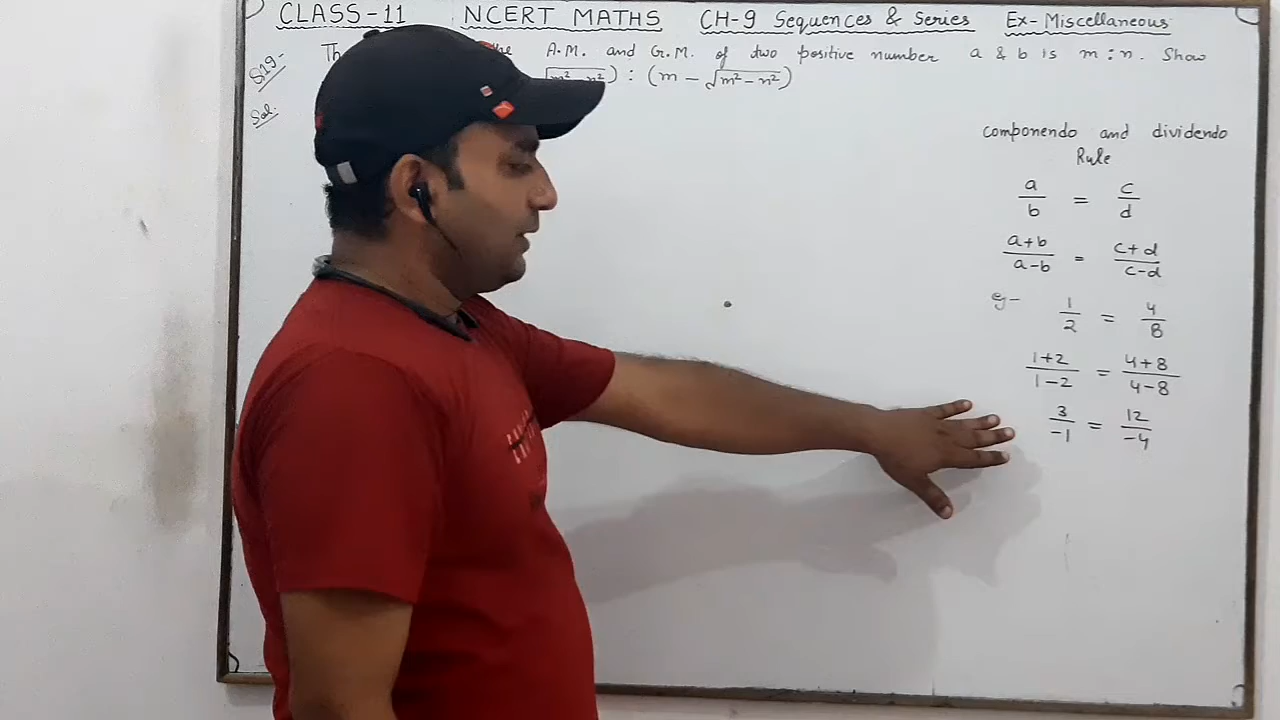 CLASS-11 NCERT MATHS CH-9 Sequences & Series Ex-Miscellaneous
Q19- A.M. and G.M. of two positive number a & b is m : n. Show
√m²-n²) : (m - √m²-n²)
Sol.
componendo and dividendo
Rule
a/b = c/d
a+b/a-b = c+d/c-d
eg- 1/2 = 4/8
1+2/1-2 = 4+8/4-8
3/-1 = 12/-4